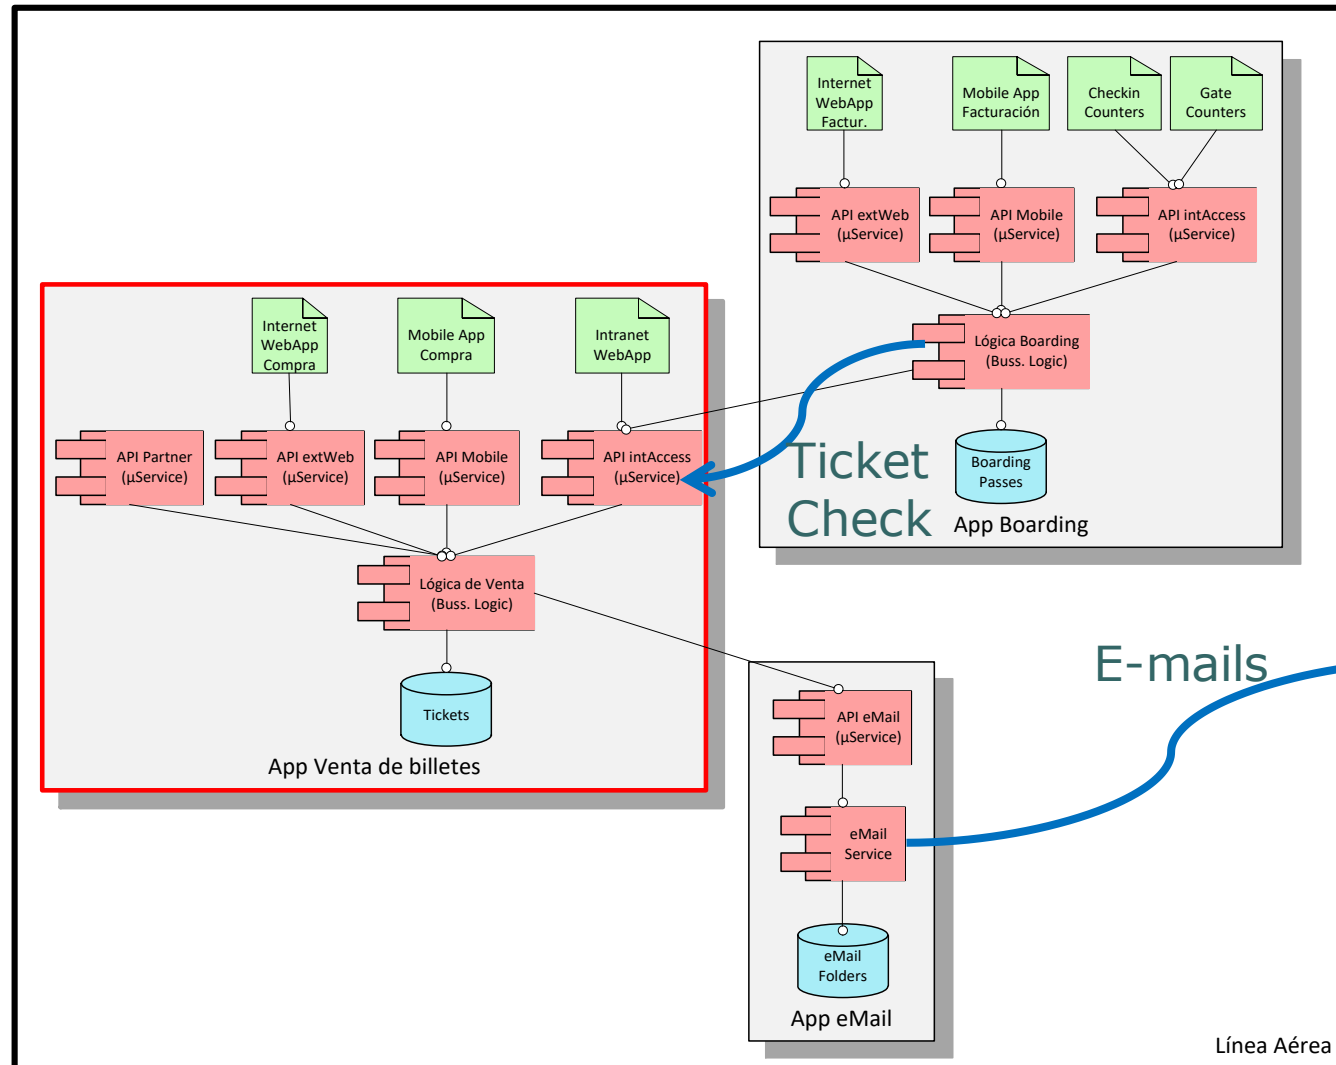 Internet
WebApp
Factur.
Mobile App
Facturación
Checkin
Counters
Gate
Counters
API extWeb
(µService)
API Mobile
(µService)
API intAccess
(µService)
Lógica Boarding
(Buss. Logic)
Boarding
Passes
App Boarding
Ticket
Check
Internet
WebApp
Compra
Mobile App
Compra
Intranet
WebApp
API Partner
(µService)
API extWeb
(µService)
API Mobile
(µService)
API intAccess
(µService)
Lógica de Venta
(Buss. Logic)
Tickets
App Venta de billetes
E-mails
API eMail
(µService)
eMail
Service
eMail
Folders
App eMail
Línea Aérea